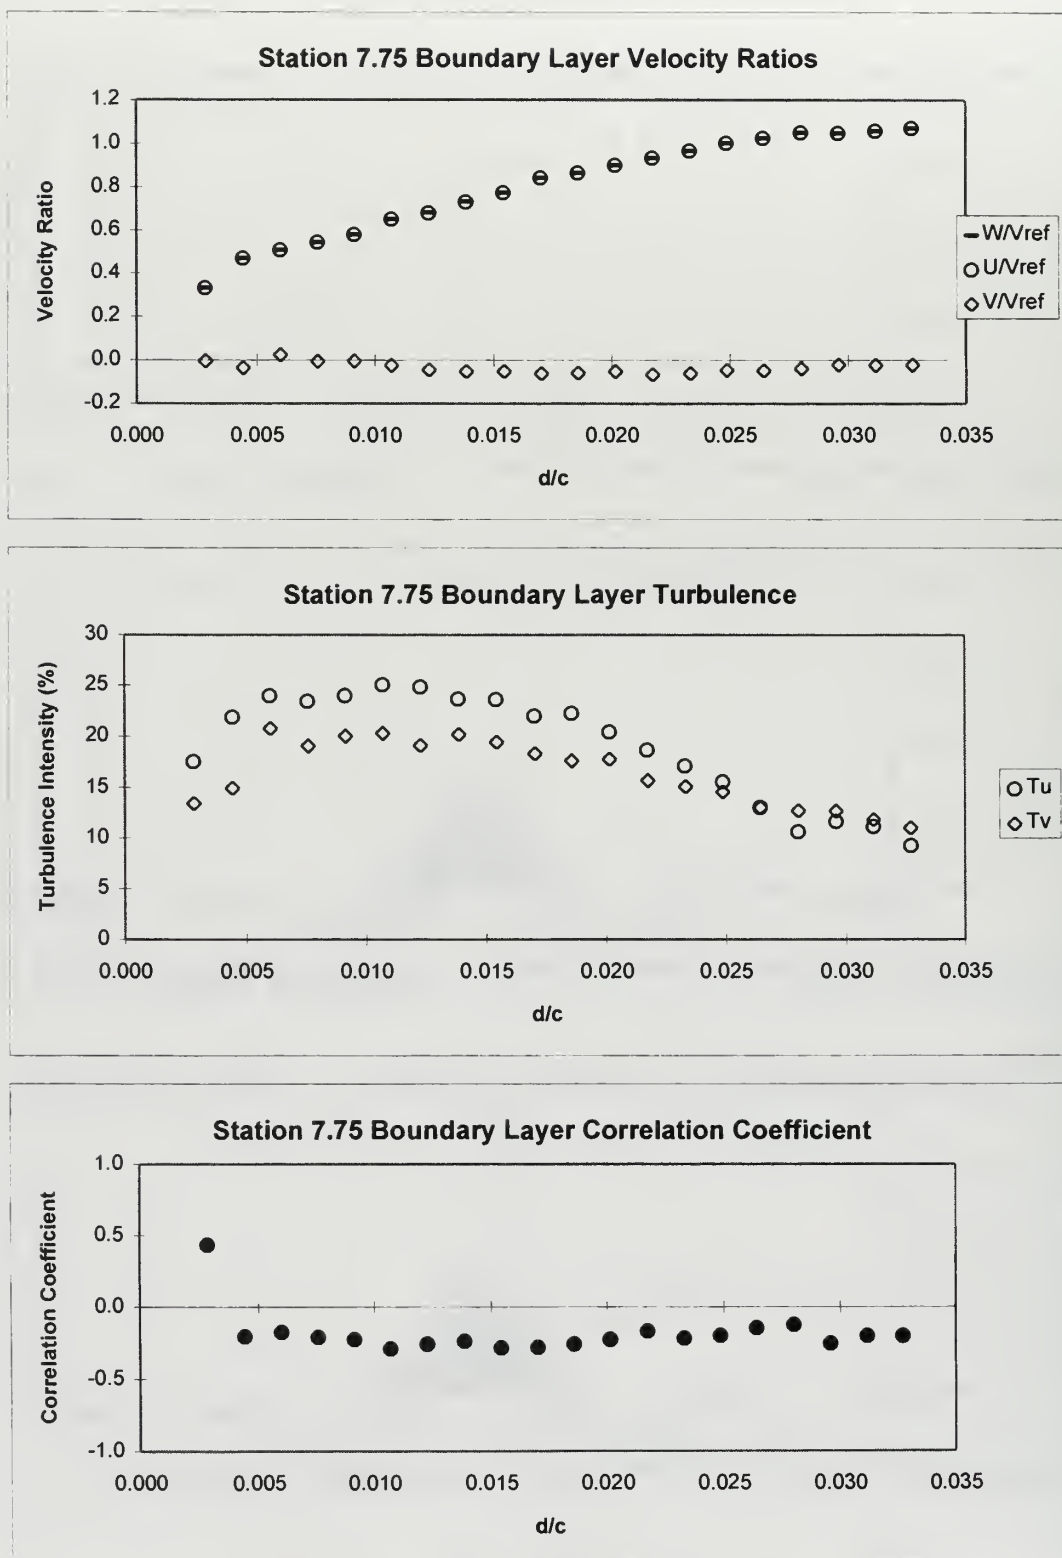 Station 7.75 Boundary Layer Velocity Ratios
1.2
1.0
0.8
0.6
0.4
0.2
0.0
-0.2
Velocity Ratio
0.000 0.005 0.010 0.015 0.020 0.025 0.030 0.035
d/c
W/Vref
U/Vref
V/Vref
Station 7.75 Boundary Layer Turbulence
30
25
20
15
10
5
0
Turbulence Intensity (%)
0.000 0.005 0.010 0.015 0.020 0.025 0.030 0.035
d/c
Tu
Tv
Station 7.75 Boundary Layer Correlation Coefficient
1.0
0.5
0.0
-0.5
-1.0
Correlation Coefficient
0.000 0.005 0.010 0.015 0.020 0.025 0.030 0.035
d/c